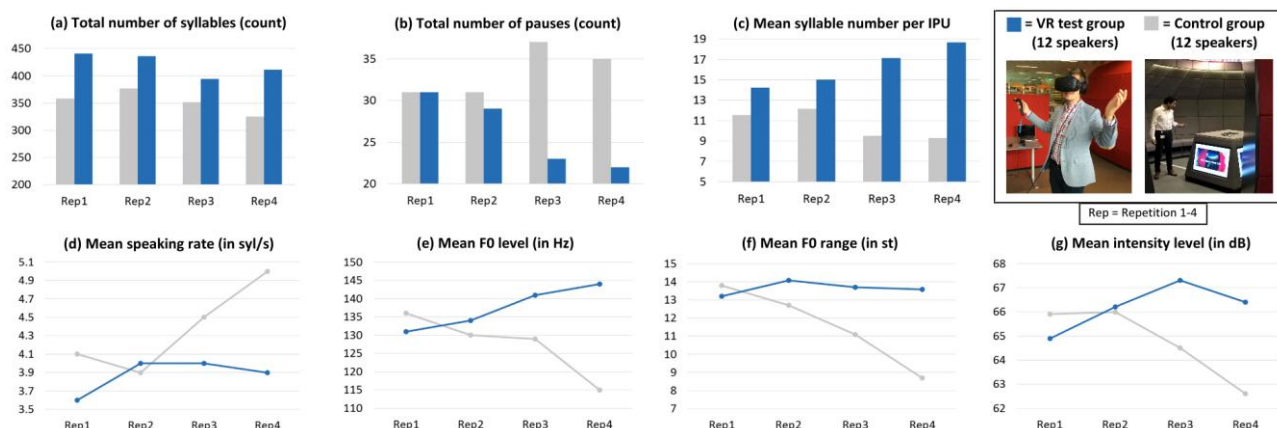 (a) Total number of syllables (count)
450
400
350
300
250
200
Rep1 Rep2 Rep3 Rep4
(b) Total number of pauses (count)
35
30
25
20
Rep1 Rep2 Rep3 Rep4
(c) Mean syllable number per IPU
19
17
15
13
11
9
7
5
Rep1 Rep2 Rep3 Rep4
= VR test group
(12 speakers)
= Control group
(12 speakers)
Rep = Repetition 1-4
(d) Mean speaking rate (in syl/s)
5.1
4.9
4.7
4.5
4.3
4.1
3.9
3.7
3.5
Rep1 Rep2 Rep3 Rep4
(e) Mean F0 level (in Hz)
150
145
140
135
130
125
120
115
110
Rep1 Rep2 Rep3 Rep4
(f) Mean F0 range (in st)
15
14
13
12
11
10
9
8
7
Rep1 Rep2 Rep3 Rep4
(g) Mean intensity level (in dB)
68
67
66
65
64
63
62
Rep1 Rep2 Rep3 Rep4